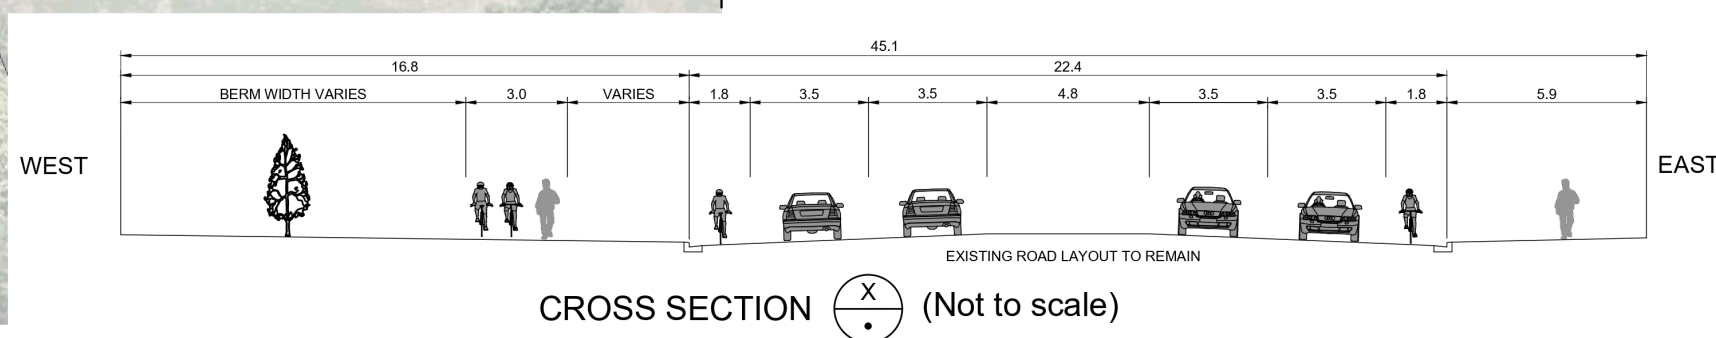 45.1
16.8 22.4
BERM WIDTH VARIES 3.0 VARIES 1.8 3.5 3.5 4.8 3.5 3.5 1.8 5.9
WEST EAST
EXISTING ROAD LAYOUT TO REMAIN
CROSS SECTION X (Not to scale)